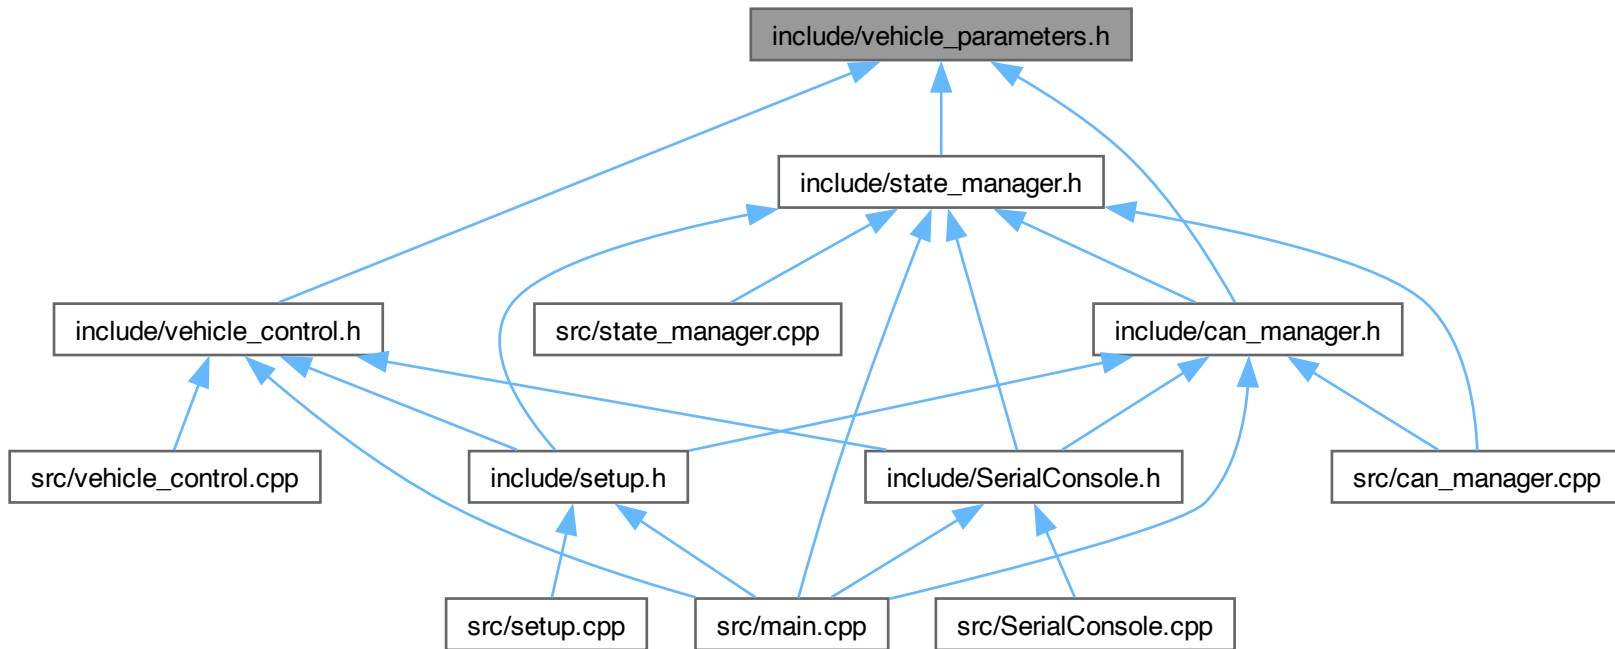 include/vehicle_parameters.h
include/state_manager.h
include/vehicle_control.h
src/state_manager.cpp
include/can_manager.h
src/vehicle_control.cpp
include/setup.h
include/SerialConsole.h
src/can_manager.cpp
src/setup.cpp
src/main.cpp
src/SerialConsole.cpp